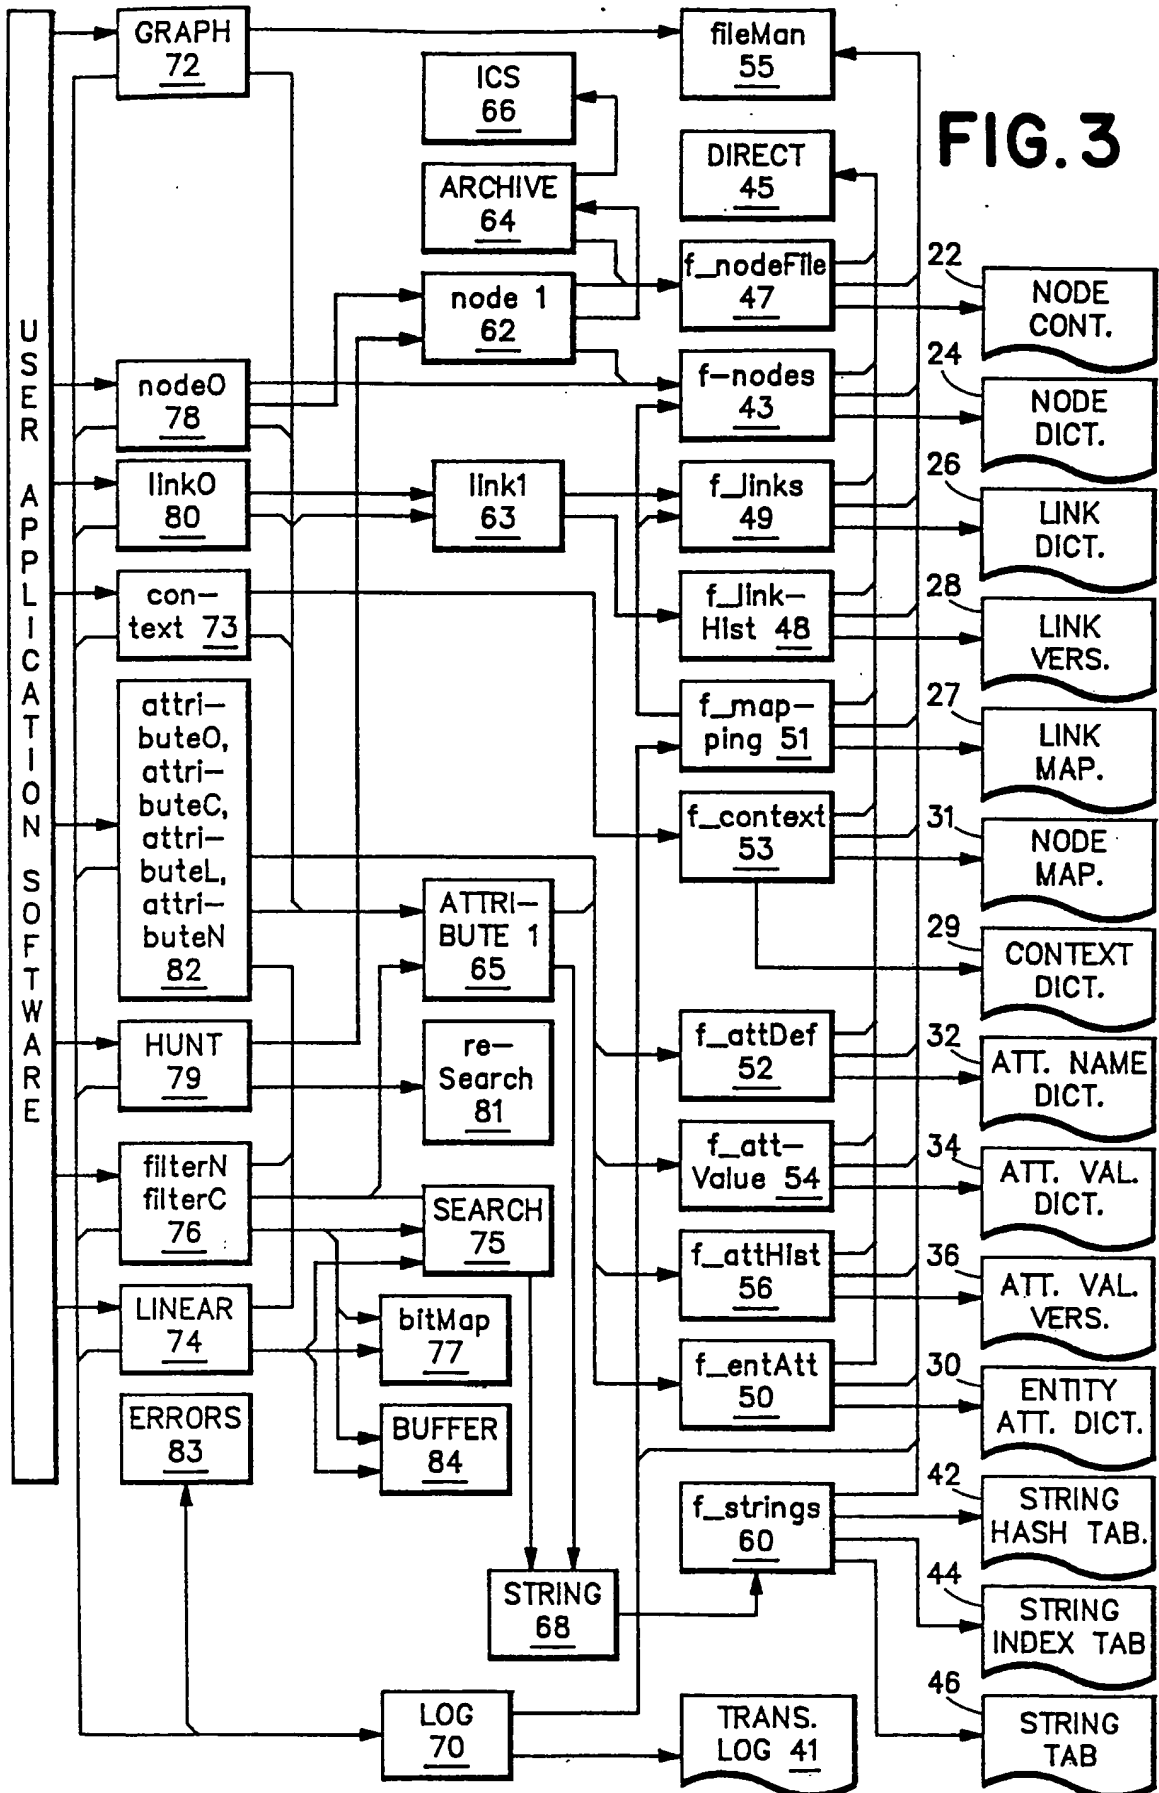 USER APPLICATION SOFTWARE
GRAPH
72
fileMan
55
ICS
66
FIG. 3
DIRECT
45
ARCHIVE
64
f_nodeFile
47
22
NODE
CONT.
node 1
62
nodeO
78
f-nodes
43
24
NODE
DICT.
linkO
80
link1
63
f_links
49
26
LINK
DICT.
con-
text 73
f_link-
Hist 48
28
LINK
VERS.
attri-
buteO,
attri-
buteC,
attri-
buteL,
attri-
buteN
82
f_map-
ping 51
27
LINK
MAP.
f_context
53
31
NODE
MAP.
ATTRI-
BUTE 1
65
29
CONTEXT
DICT.
HUNT
79
re-
Search
81
f_attDef
52
32
ATT. NAME
DICT.
filterN
filterC
76
SEARCH
75
f_att-
Value 54
34
ATT. VAL.
DICT.
LINEAR
74
bitMap
77
f_attHist
56
36
ATT. VAL.
VERS.
ERRORS
83
BUFFER
84
f_entAtt
50
30
ENTITY
ATT. DICT.
f_strings
60
42
STRING
HASH TAB.
STRING
68
44
STRING
INDEX TAB
LOG
70
TRANS.
LOG 41
46
STRING
TAB